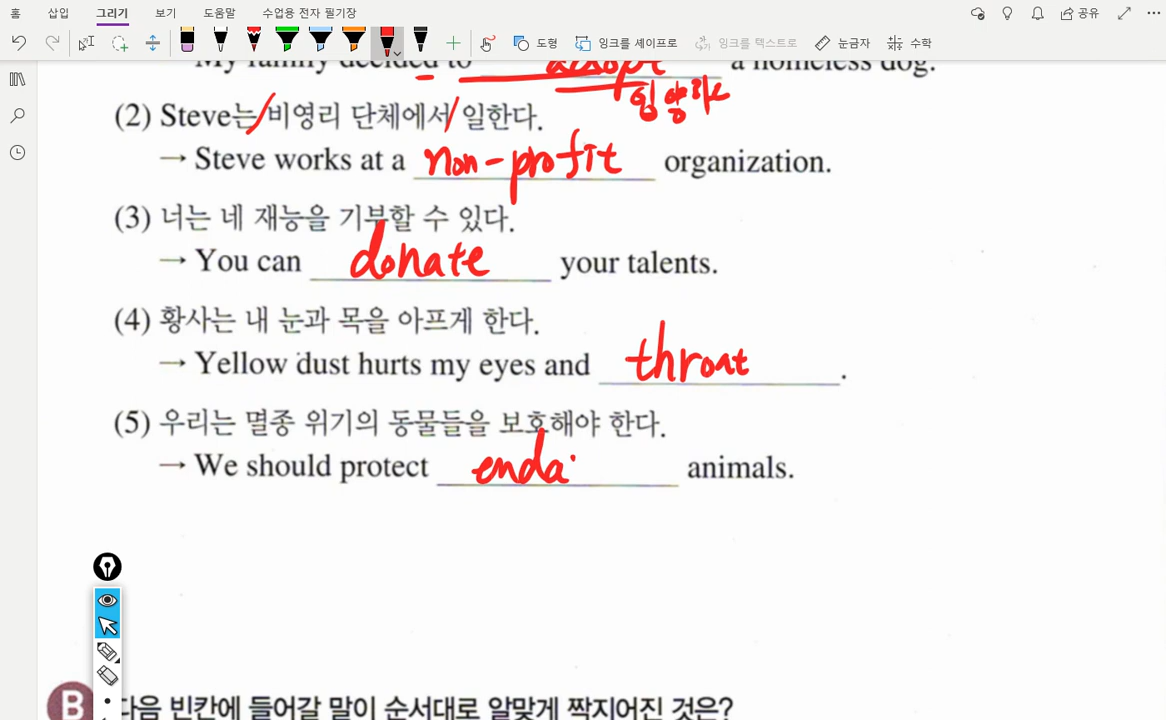 홈 삽입 그리기 보기 도움말 수업용 전자 필기장 공유
도형 잉크를 셰이프로 잉크를 텍스트로 눈금자 수학
My family decided to adopt a homeless dog.
입양하
(2) Steve는/비영리 단체에서/일한다.
→ Steve works at a non-profit organization.
(3) 너는 네 재능을 기부할 수 있다.
→ You can donate your talents.
(4) 황사는 내 눈과 목을 아프게 한다.
→ Yellow dust hurts my eyes and throat.
(5) 우리는 멸종 위기의 동물들을 보호해야 한다.
→ We should protect enda animals.
B 다음 빈칸에 들어갈 말이 순서대로 알맞게 짝지어진 것은?